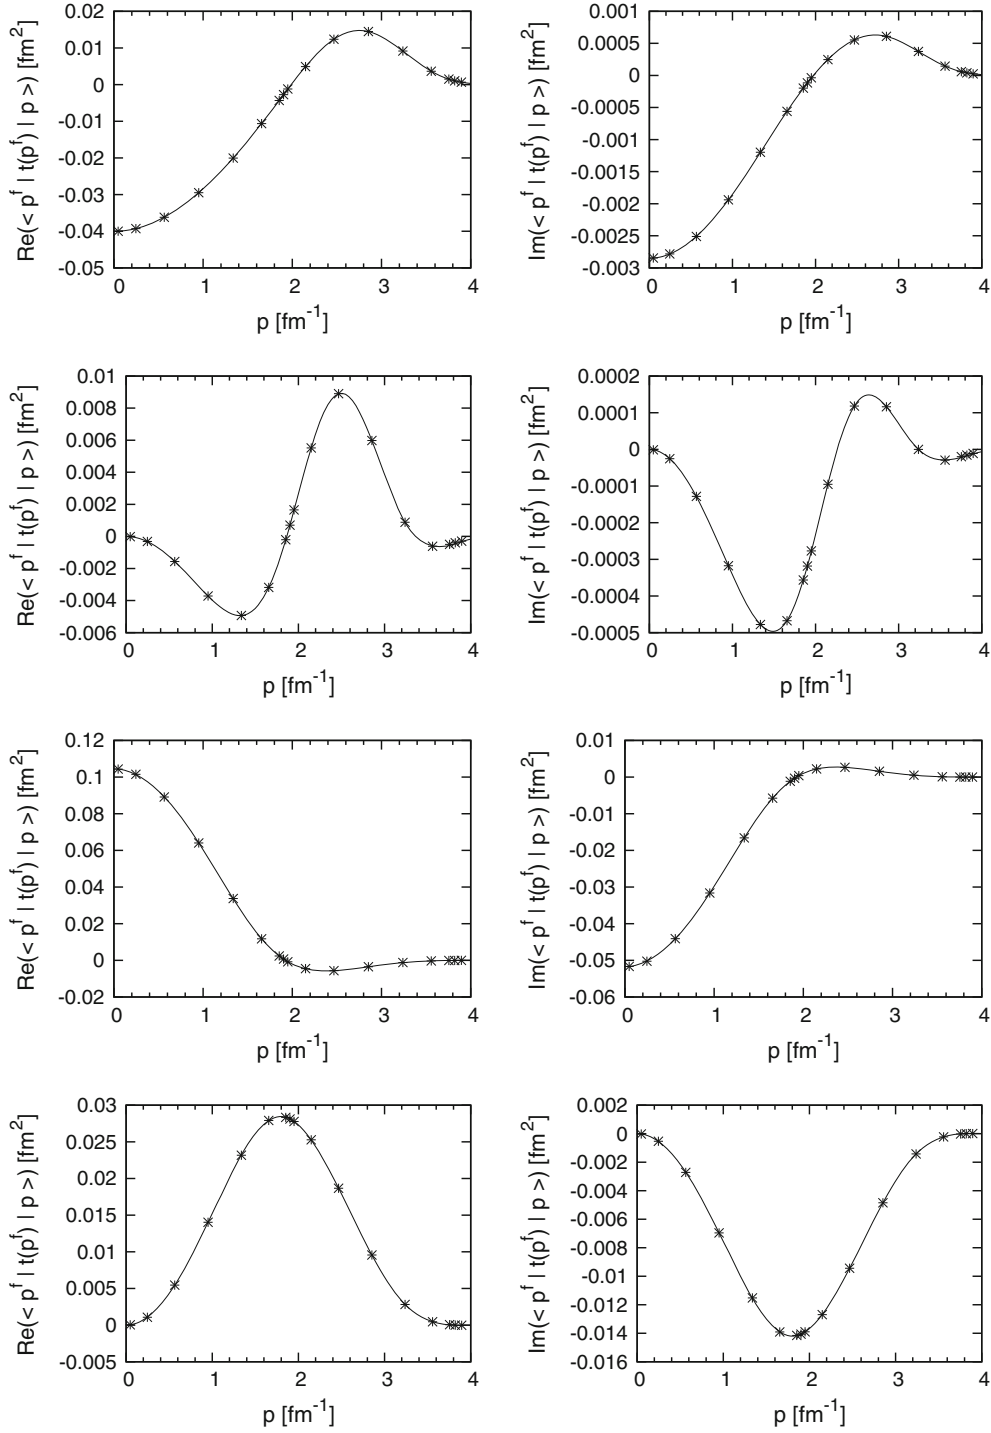 0.02
0.01
0
-0.01
-0.02
-0.03
-0.04
-0.05
Re(< p^f | t(p^f) | p >) [fm^2]
0 1 2 3 4
p [fm^-1]
0.001
0.0005
0
-0.0005
-0.001
-0.0015
-0.002
-0.0025
-0.003
Im(< p^f | t(p^f) | p >) [fm^2]
0 1 2 3 4
p [fm^-1]
0.01
0.008
0.006
0.004
0.002
0
-0.002
-0.004
-0.006
Re(< p^f | t(p^f) | p >) [fm^2]
0 1 2 3 4
p [fm^-1]
0.0002
0.0001
0
-0.0001
-0.0002
-0.0003
-0.0004
-0.0005
Im(< p^f | t(p^f) | p >) [fm^2]
0 1 2 3 4
p [fm^-1]
0.12
0.1
0.08
0.06
0.04
0.02
0
-0.02
Re(< p^f | t(p^f) | p >) [fm^2]
0 1 2 3 4
p [fm^-1]
0.01
0
-0.01
-0.02
-0.03
-0.04
-0.05
-0.06
Im(< p^f | t(p^f) | p >) [fm^2]
0 1 2 3 4
p [fm^-1]
0.03
0.025
0.02
0.015
0.01
0.005
0
-0.005
Re(< p^f | t(p^f) | p >) [fm^2]
0 1 2 3 4
p [fm^-1]
0.002
0
-0.002
-0.004
-0.006
-0.008
-0.01
-0.012
-0.014
-0.016
Im(< p^f | t(p^f) | p >) [fm^2]
0 1 2 3 4
p [fm^-1]